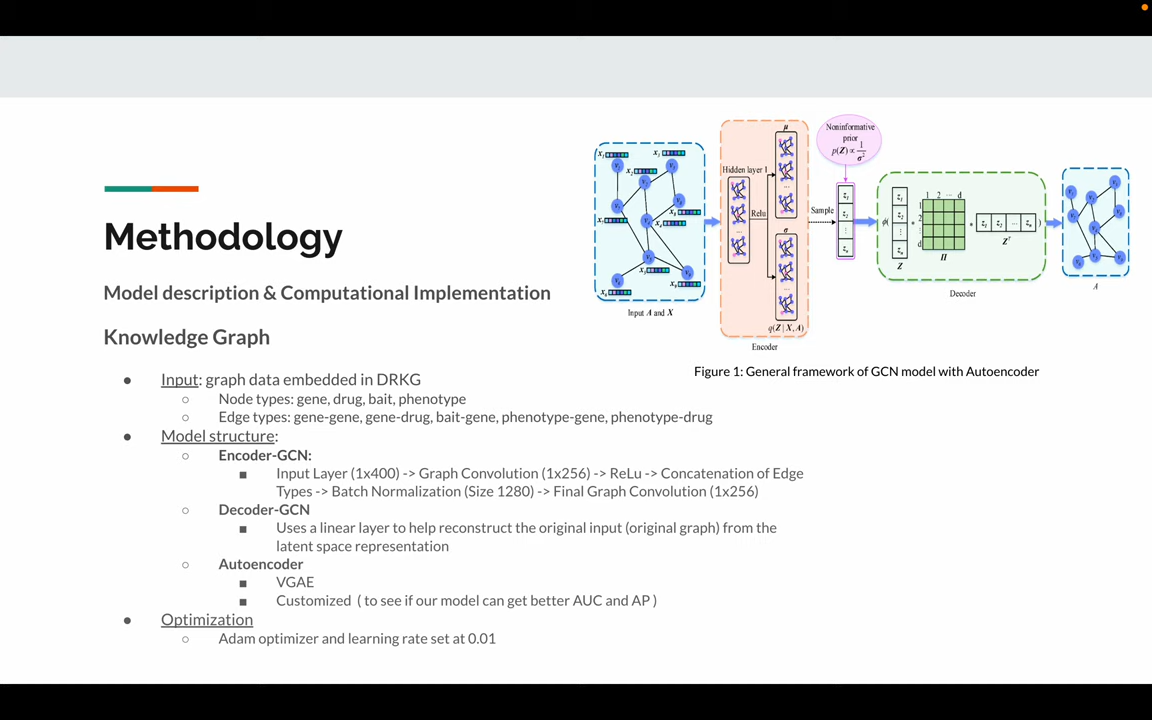 Methodology
Model description & Computational Implementation
Knowledge Graph
● Input: graph data embedded in DRKG
○ Node types: gene, drug, bait, phenotype
○ Edge types: gene-gene, gene-drug, bait-gene, phenotype-gene, phenotype-drug
● Model structure:
○ Encoder-GCN:
■ Input Layer (1x400) -> Graph Convolution (1x256) -> ReLu -> Concatenation of Edge
Types -> Batch Normalization (Size 1280) -> Final Graph Convolution (1x256)
○ Decoder-GCN
■ Uses a linear layer to help reconstruct the original input (original graph) from the
latent space representation
○ Autoencoder
■ VGAE
■ Customized ( to see if our model can get better AUC and AP )
● Optimization
○ Adam optimizer and learning rate set at 0.01
Input A and X
Hidden layer 1
Relu
μ
σ
q(Z | X, A)
Encoder
Noninformative
prior
p(Z) ∝ 1/σ²
Sample
Z
1 2 ... d
Π
Zᵀ
Decoder
A
Figure 1: General framework of GCN model with Autoencoder